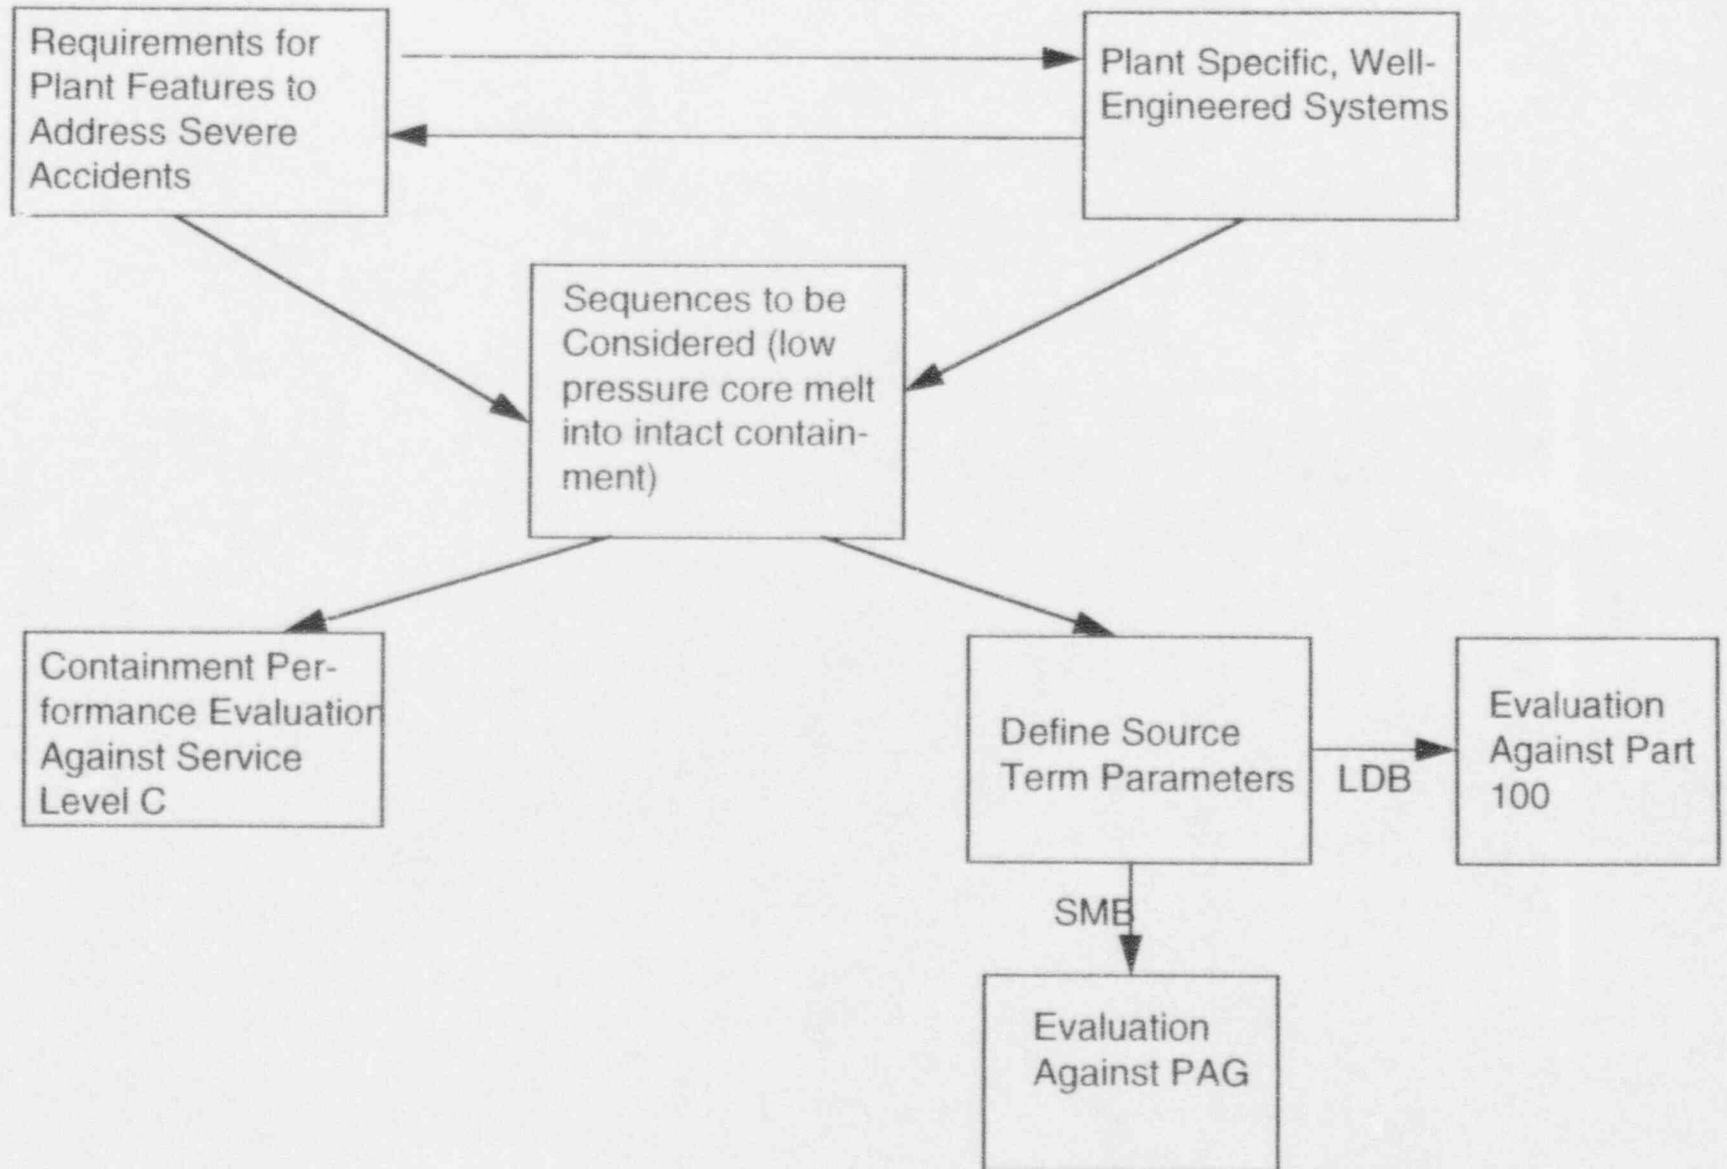 Requirements for
Plant Features to
Address Severe
Accidents
Plant Specific, Well-
Engineered Systems
Sequences to be
Considered (low
pressure core melt
into intact contain-
ment)
Containment Per-
formance Evaluation
Against Service
Level C
Define Source
Term Parameters
LDB
Evaluation
Against Part
100
SMB
Evaluation
Against PAG